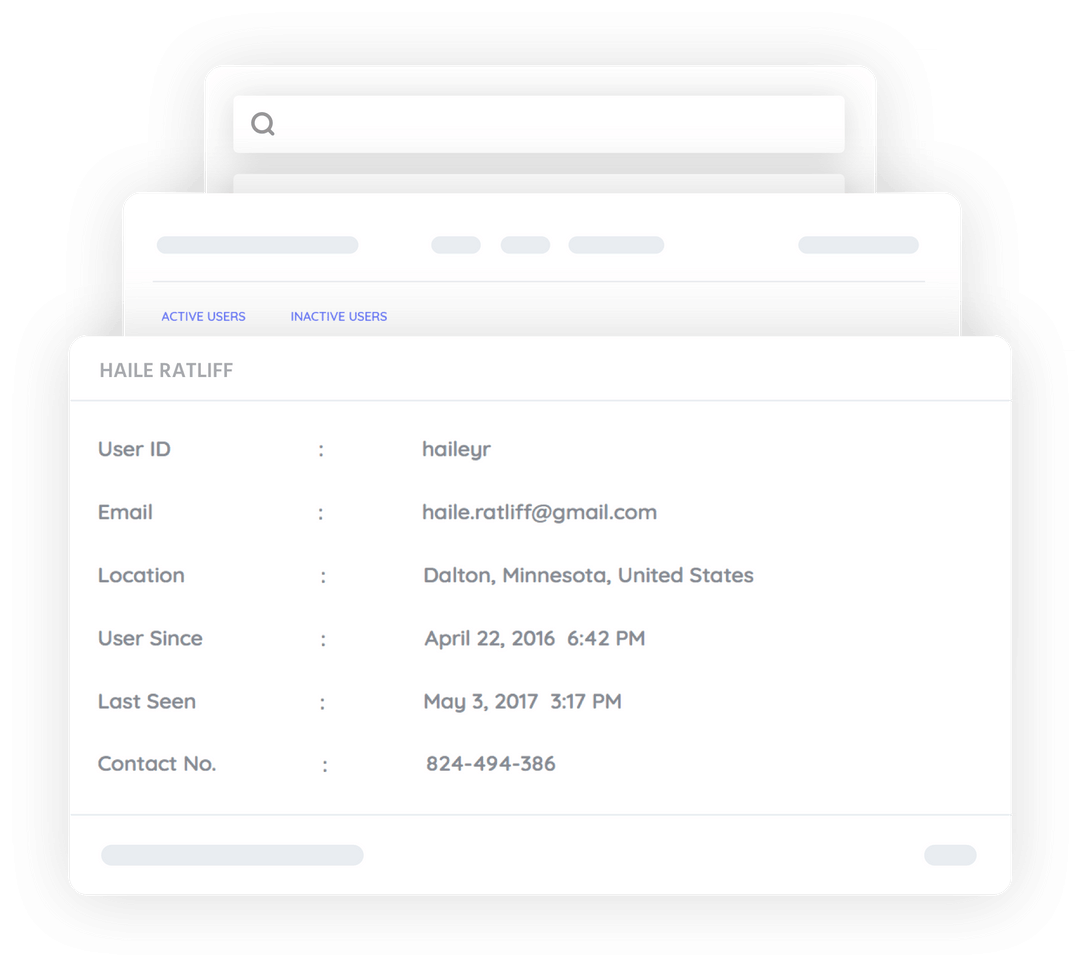 ACTIVE USERS INACTIVE USERS
HAILE RATLIFF
User ID : haileyr
Email : haile.ratliff@gmail.com
Location : Dalton, Minnesota, United States
User Since : April 22, 2016 6:42 PM
Last Seen : May 3, 2017 3:17 PM
Contact No. : 824-494-386